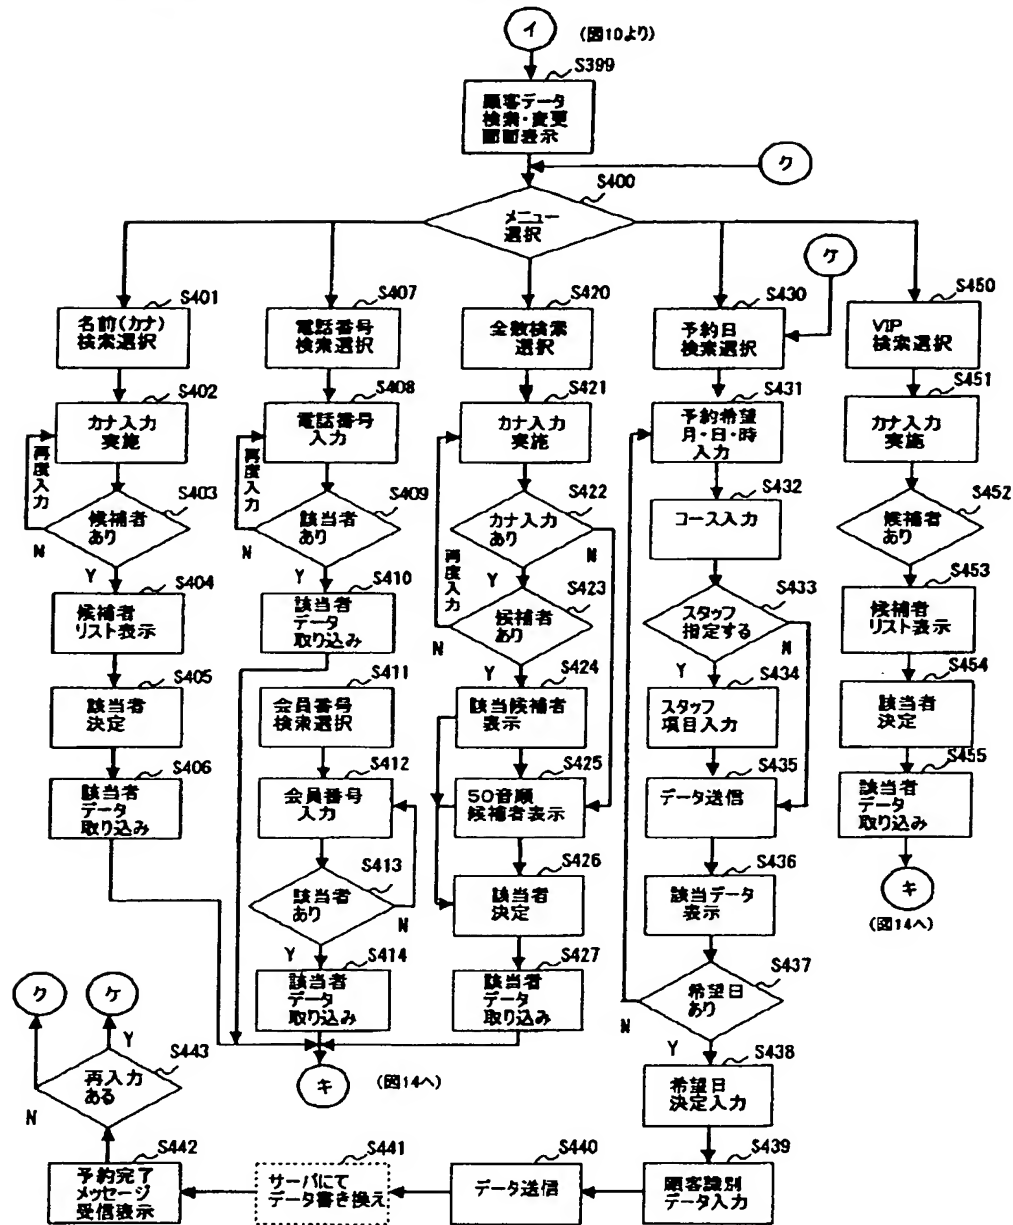 イ
(図10より)
S399
顧客データ
検索・変更
画面表示
ク
S400
メニュー
選択
ケ
S401
名前(カナ)
検索選択
S402
カナ入力
実施
再度入力
S403
候補者
あり
N
Y
S404
候補者
リスト表示
S405
該当者
決定
S406
該当者
データ
取り込み
S407
電話番号
検索選択
S408
電話番号
入力
再度入力
S409
該当者
あり
N
Y
S410
該当者
データ
取り込み
S411
会員番号
検索選択
S412
会員番号
入力
S413
該当者
あり
N
Y
S414
該当者
データ
取り込み
キ
(図14へ)
S420
全数検索
選択
S421
カナ入力
実施
S422
カナ入力
あり
N
Y
再度入力
S423
候補者
あり
N
Y
S424
該当候補者
表示
S425
50音順
候補者表示
S426
該当者
決定
S427
該当者
データ
取り込み
S430
予約日
検索選択
S431
予約希望
月・日・時
入力
S432
コース入力
S433
スタッフ
指定する
N
Y
S434
スタッフ
項目入力
S435
データ送信
S436
該当データ
表示
S437
希望日
あり
N
Y
S438
希望日
決定入力
S439
顧客識別
データ入力
S440
データ送信
S441
サーバにて
データ書き換え
S442
予約完了
メッセージ
受信表示
S443
再入力
ある
N
Y
ク
ケ
S450
VIP
検索選択
S451
カナ入力
実施
S452
候補者
あり
S453
候補者
リスト表示
S454
該当者
決定
S455
該当者
データ
取り込み
キ
(図14へ)